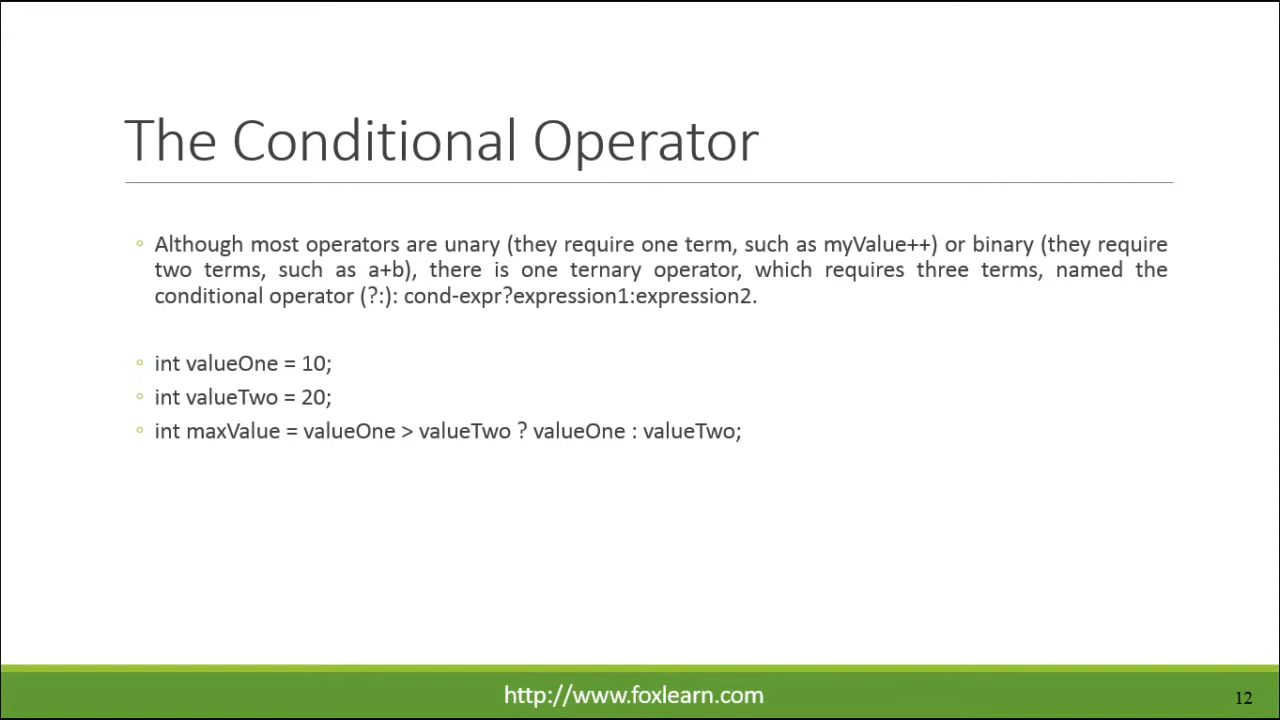 The Conditional Operator
◦ Although most operators are unary (they require one term, such as myValue++) or binary (they require
two terms, such as a+b), there is one ternary operator, which requires three terms, named the
conditional operator (?:): cond-expr?expression1:expression2.
◦ int valueOne = 10;
◦ int valueTwo = 20;
◦ int maxValue = valueOne > valueTwo ? valueOne : valueTwo;
http://www.foxlearn.com
12